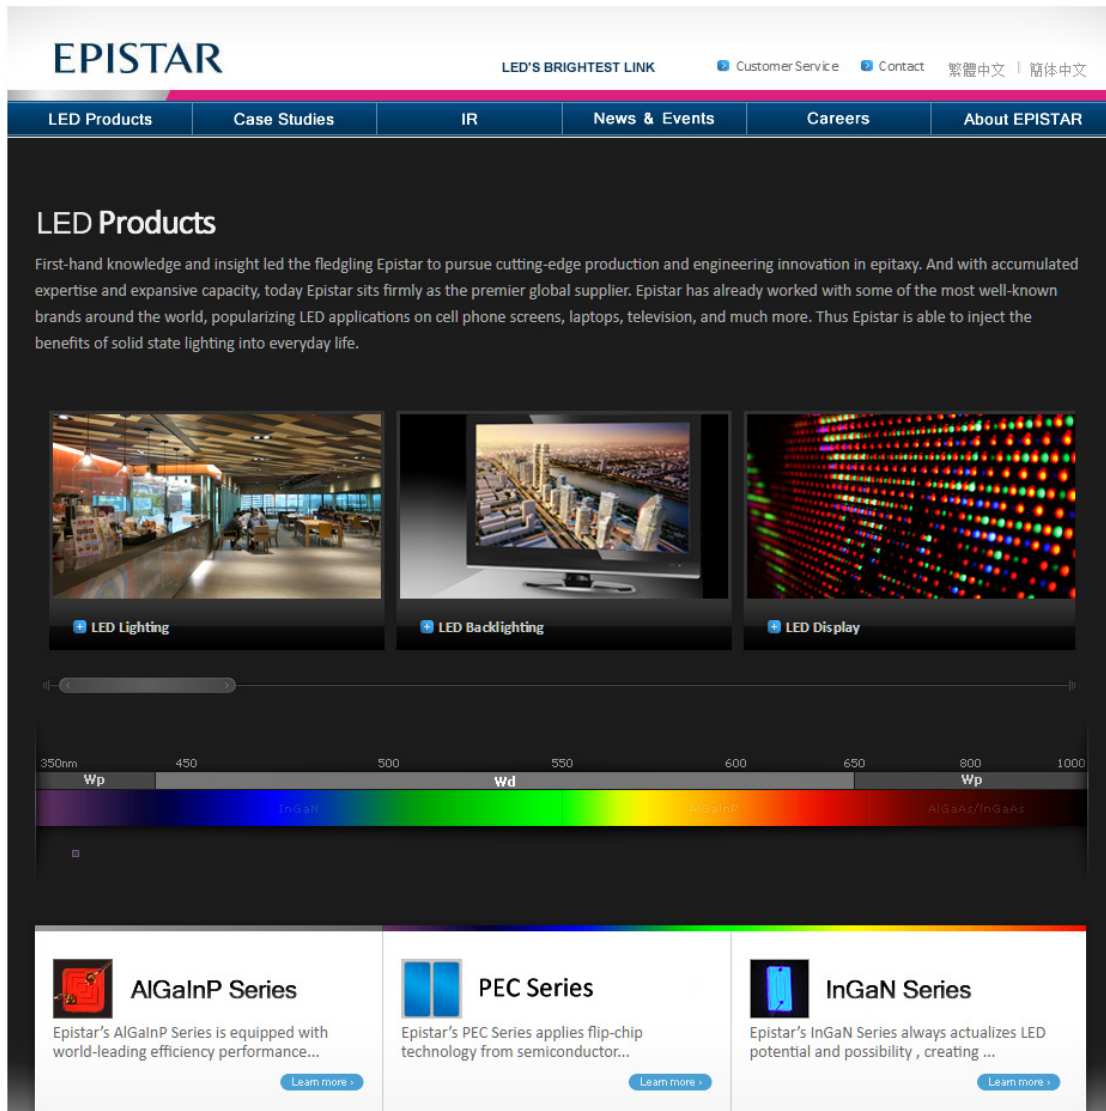 EPISTAR
LED'S BRIGHTEST LINK
Customer Service
Contact
繁體中文 | 簡体中文
LED Products
Case Studies
IR
News & Events
Careers
About EPISTAR
LED Products
First-hand knowledge and insight led the fledgling Epistar to pursue cutting-edge production and engineering innovation in epitaxy. And with accumulated
expertise and expansive capacity, today Epistar sits firmly as the premier global supplier. Epistar has already worked with some of the most well-known
brands around the world, popularizing LED applications on cell phone screens, laptops, television, and much more. Thus Epistar is able to inject the
benefits of solid state lighting into everyday life.
LED Lighting
LED Backlighting
LED Display
350nm 450 500 550 600 650 800 1000
Wp Wd Wp
InGaN AlGaInP AlGaAs/InGaAs
AlGaInP Series
Epistar's AlGaInP Series is equipped with
world-leading efficiency performance...
Learn more ›
PEC Series
Epistar's PEC Series applies flip-chip
technology from semiconductor...
Learn more ›
InGaN Series
Epistar's InGaN Series always actualizes LED
potential and possibility , creating ...
Learn more ›